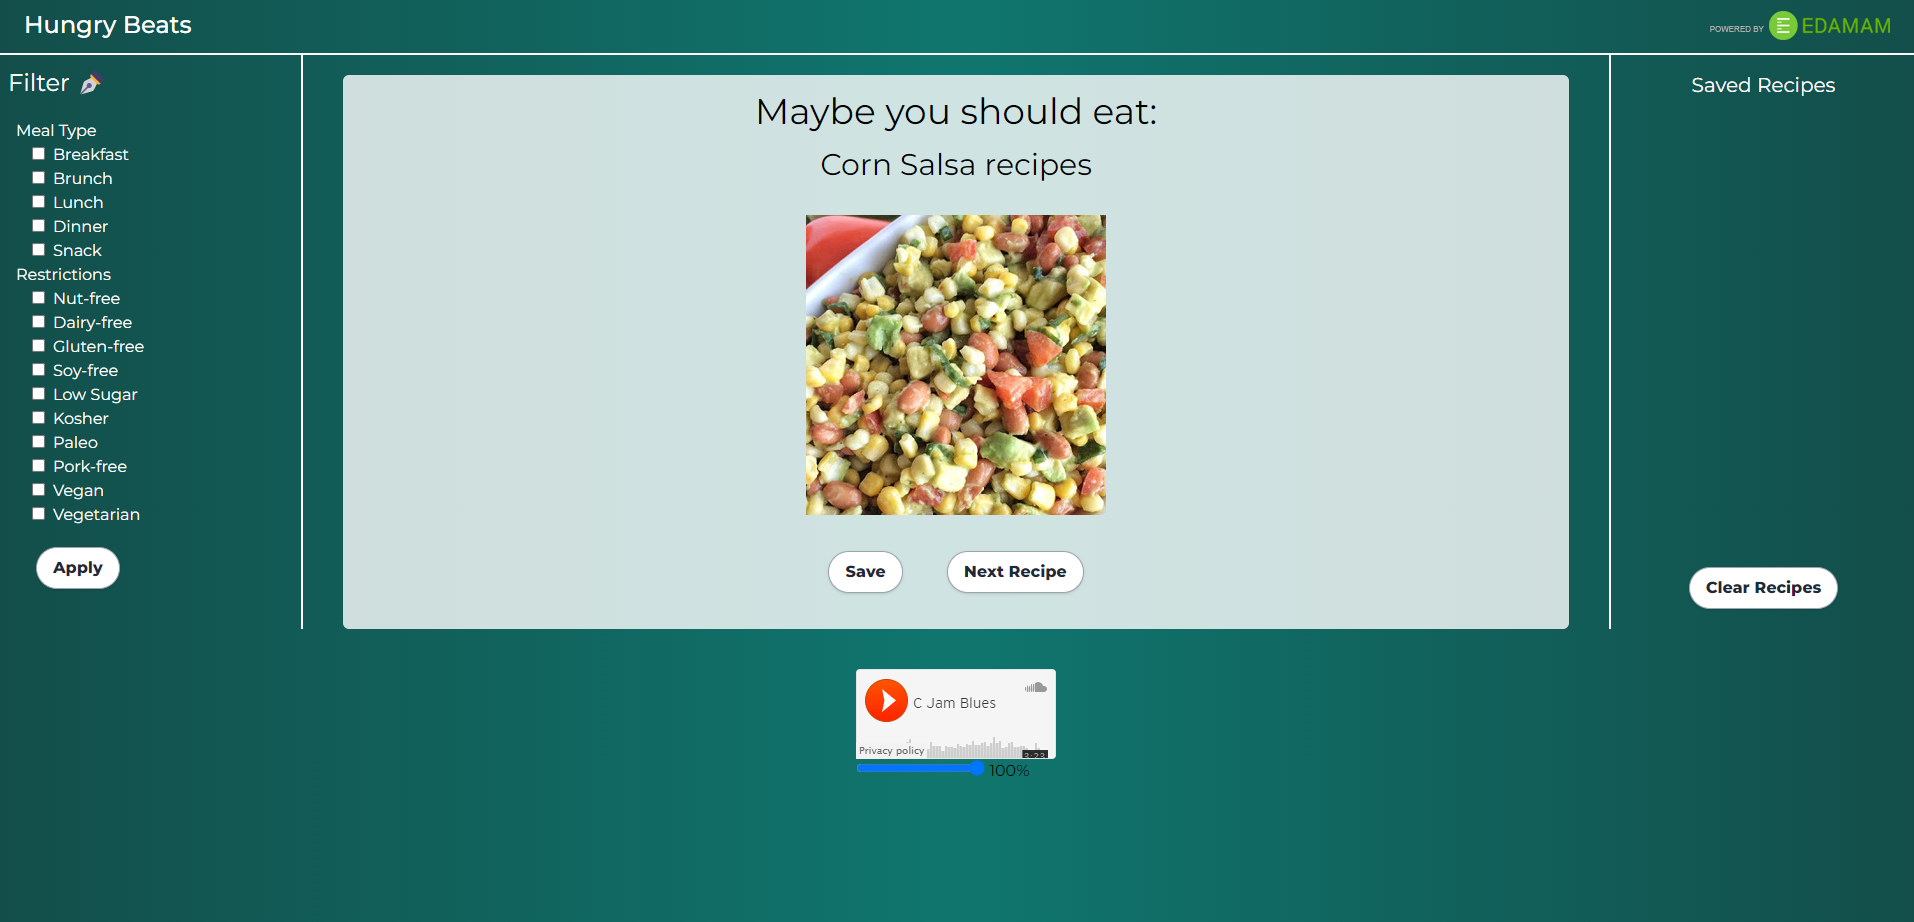 Hungry Beats
POWERED BY EDAMAM
Filter
Meal Type
Breakfast
Brunch
Lunch
Dinner
Snack
Restrictions
Nut-free
Dairy-free
Gluten-free
Soy-free
Low Sugar
Kosher
Paleo
Pork-free
Vegan
Vegetarian
Apply
Maybe you should eat:
Corn Salsa recipes
Save
Next Recipe
Saved Recipes
Clear Recipes
C Jam Blues
Privacy policy
3:23
100%